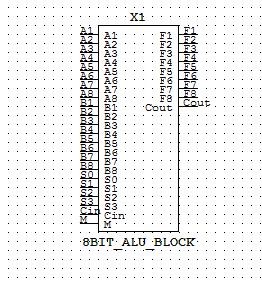 X1
A1 A1 F1 F1
A2 A2 F2 F2
A3 A3 F3 F3
A4 A4 F4 F4
A5 A5 F5 F5
A6 A6 F6 F6
A7 A7 F7 F7
A8 A8 F8 F8
B1 B1 Cout Cout
B2 B2
B3 B3
B4 B4
B5 B5
B6 B6
B7 B7
B8 B8
S0 S0
S1 S1
S2 S2
S3 S3
Cin Cin
M M
8BIT_ALU_BLOCK